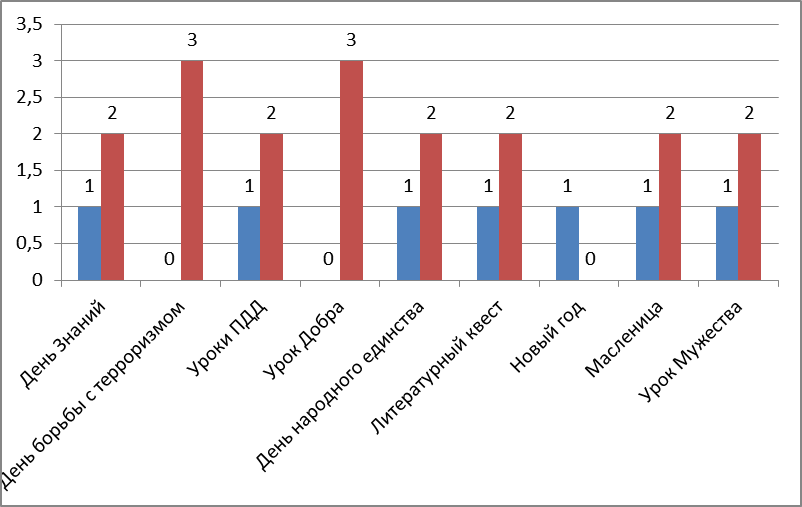 3,5
3
2,5
2
1,5
1
0,5
0
1 2
0 3
1 2
0 3
1 2
1 2
1 0
1 2
1 2
День Знаний
День борьбы с терроризмом
Уроки ПДД
Урок Добра
День народного единства
Литературный квест
Новый год
Масленица
Урок Мужества